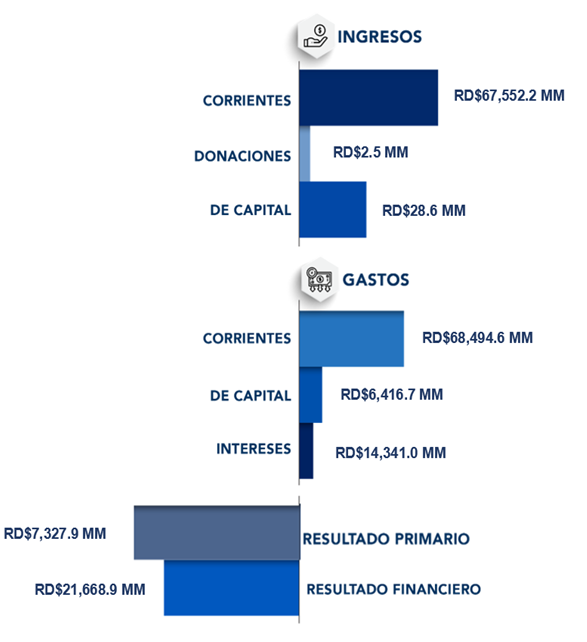 INGRESOS
CORRIENTES RD$67,552.2 MM
DONACIONES RD$2.5 MM
DE CAPITAL RD$28.6 MM
GASTOS
CORRIENTES RD$68,494.6 MM
DE CAPITAL RD$6,416.7 MM
INTERESES RD$14,341.0 MM
RD$7,327.9 MM RESULTADO PRIMARIO
RD$21,668.9 MM RESULTADO FINANCIERO